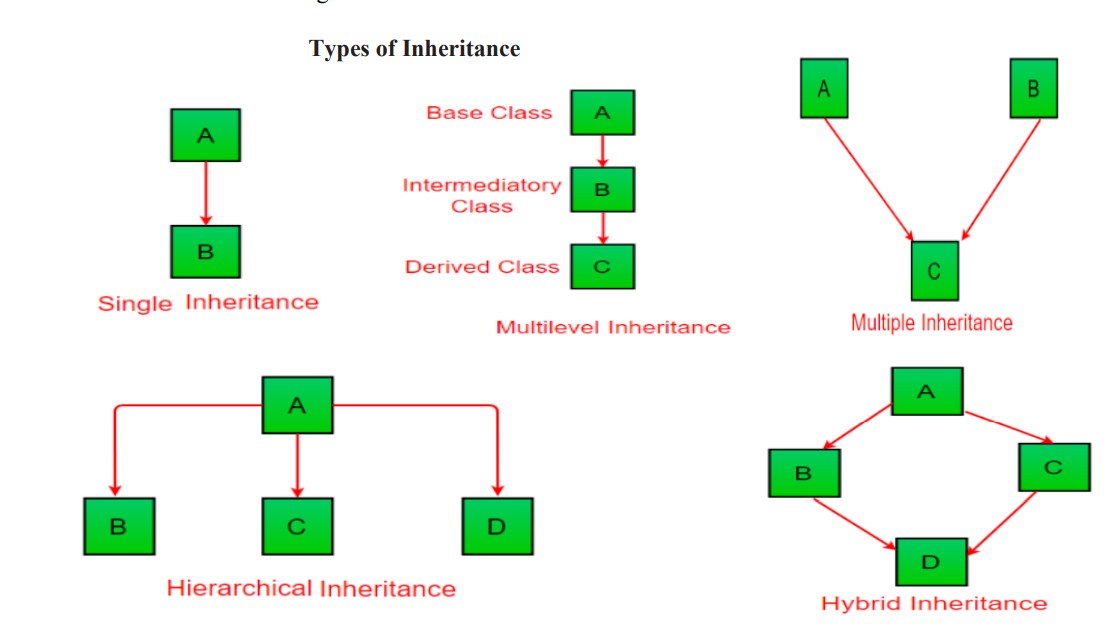 Types of Inheritance
A
B
Single Inheritance
Base Class
A
Intermediatory
Class
B
Derived Class
C
Multilevel Inheritance
A
B
C
Multiple Inheritance
A
B
C
D
Hierarchical Inheritance
A
B
C
D
Hybrid Inheritance